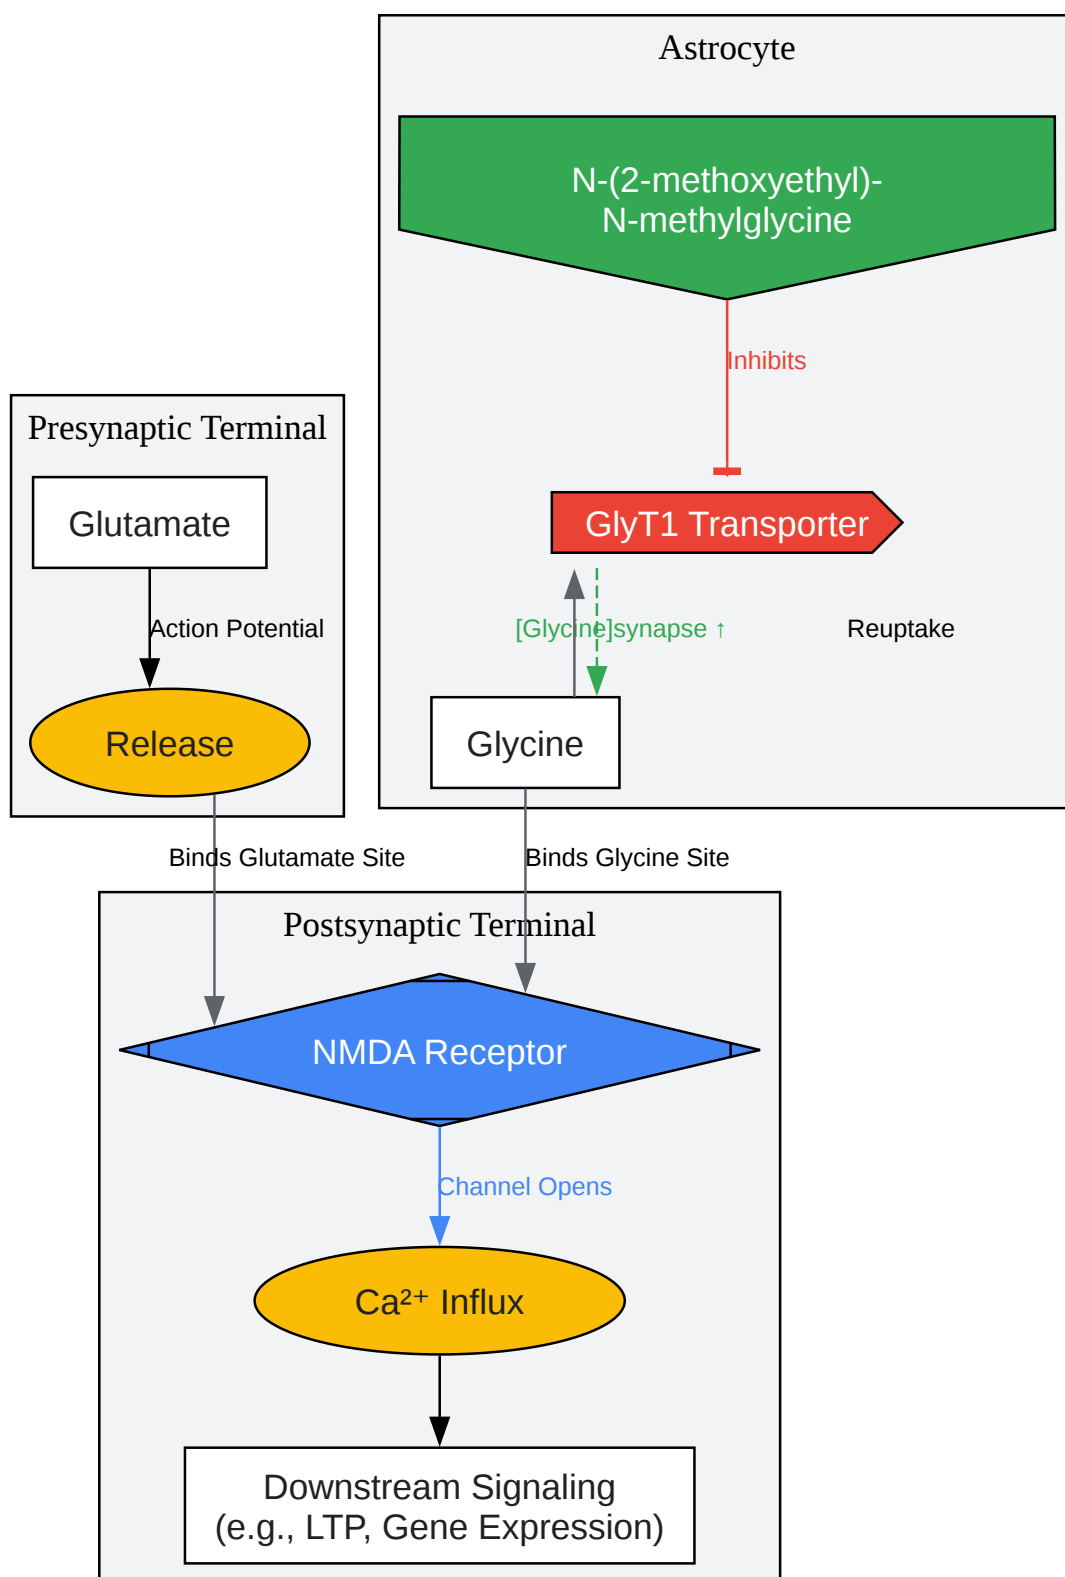 Astrocyte
N-(2-methoxyethyl)-
N-methylglycine
Inhibits
Presynaptic Terminal
Glutamate
GlyT1 Transporter
Action Potential
[Glycine]synapse ↑
Reuptake
Release
Glycine
Binds Glutamate Site
Binds Glycine Site
Postsynaptic Terminal
NMDA Receptor
Channel Opens
Ca²⁺ Influx
Downstream Signaling
(e.g., LTP, Gene Expression)